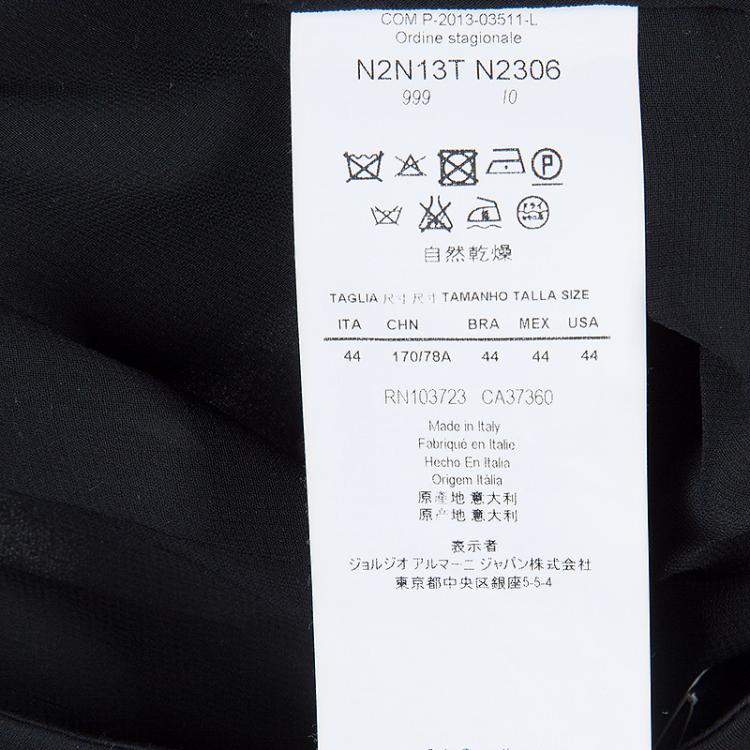 COM P-2013-03511-L
Ordine stagionale
N2N13T N2306
999 10
P
ドライ
自然乾燥
TAGLIA 尺寸 尺寸 TAMANHO TALLA SIZE
ITA CHN BRA MEX USA
44 170/78A 44 44 44
RN103723 CA37360
Made in Italy
Fabriqué en Italie
Hecho En Italia
Origem Itália
原產地 意大利
原产地 意大利
表示者
ジョルジオ アルマーニ ジャパン株式会社
東京都中央区銀座5-5-4